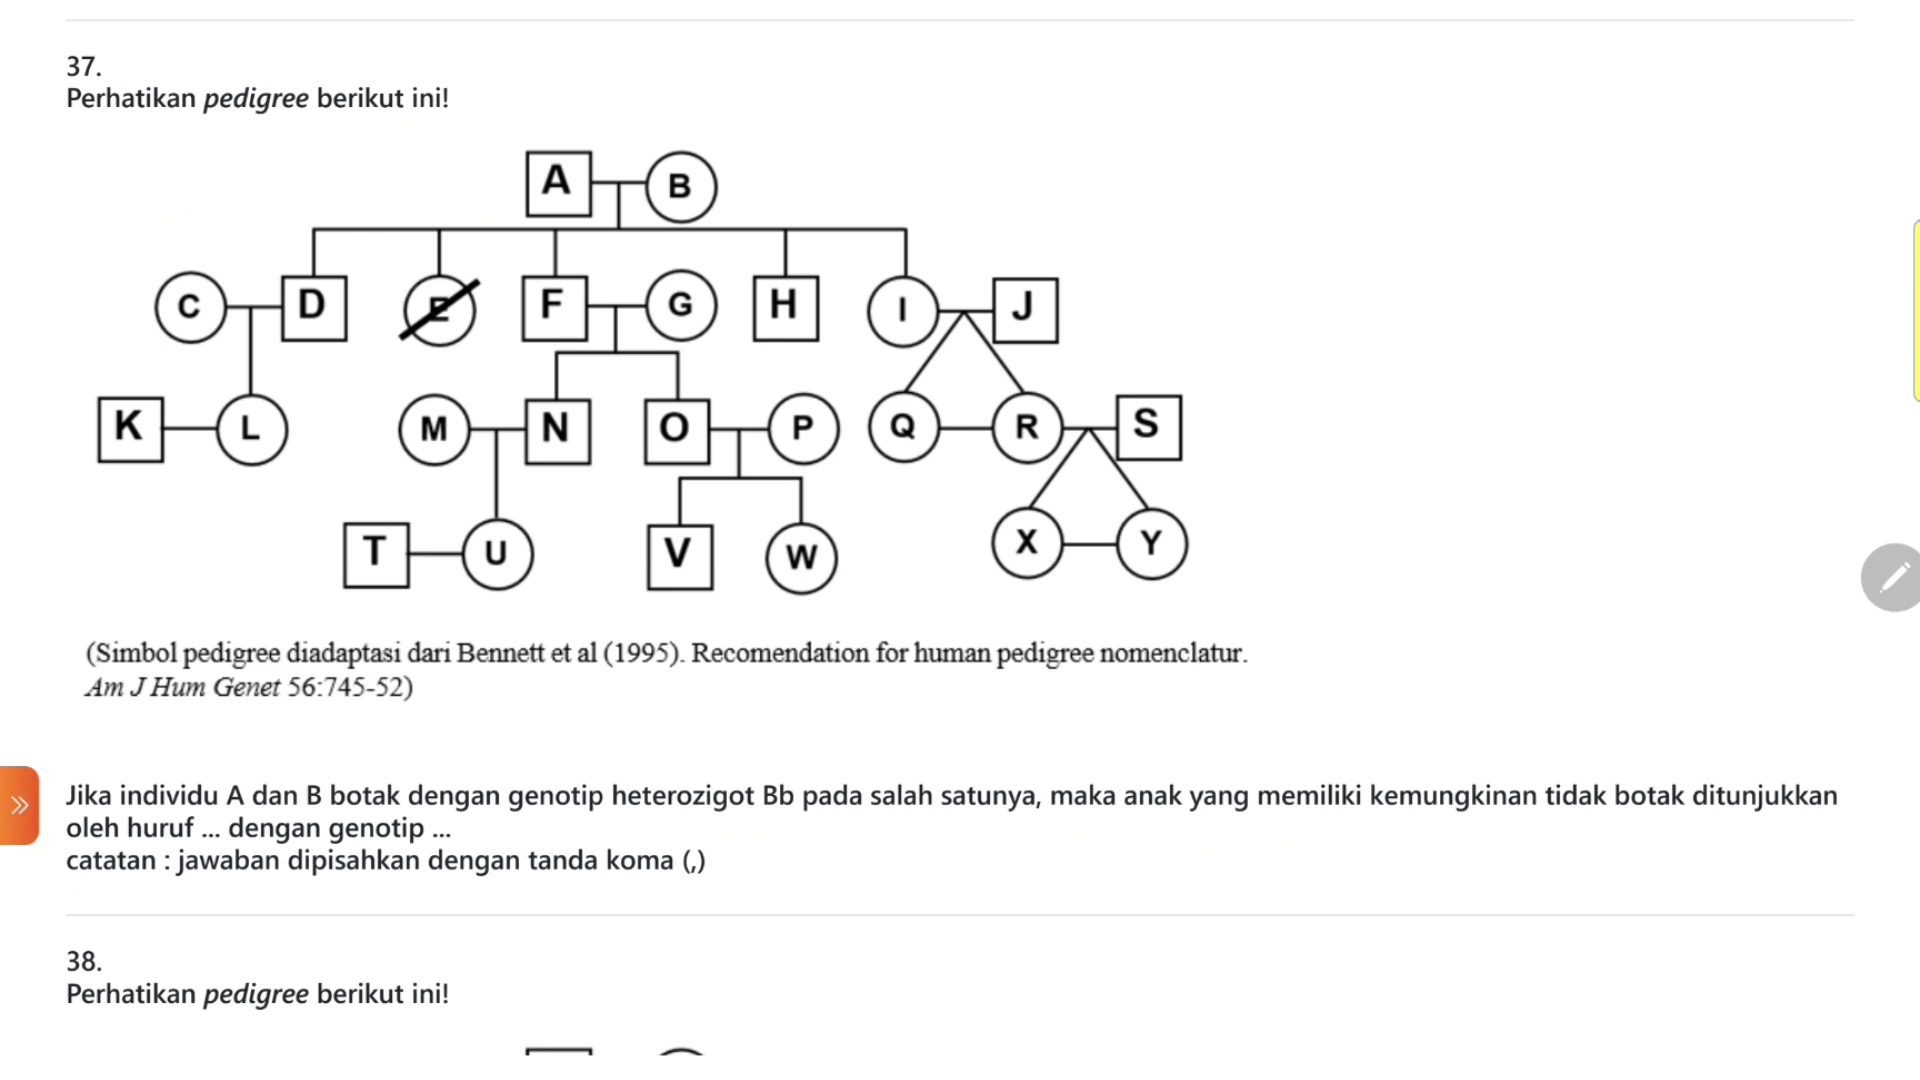 37.
Perhatikan pedigree berikut ini!
A B
C D E F G H I J
K L M N O P Q R S
T U V W X Y
(Simbol pedigree diadaptasi dari Bennett et al (1995). Recomendation for human pedigree nomenclatur.
Am J Hum Genet 56:745-52)
Jika individu A dan B botak dengan genotip heterozigot Bb pada salah satunya, maka anak yang memiliki kemungkinan tidak botak ditunjukkan
oleh huruf ... dengan genotip ...
catatan : jawaban dipisahkan dengan tanda koma (,)
38.
Perhatikan pedigree berikut ini!